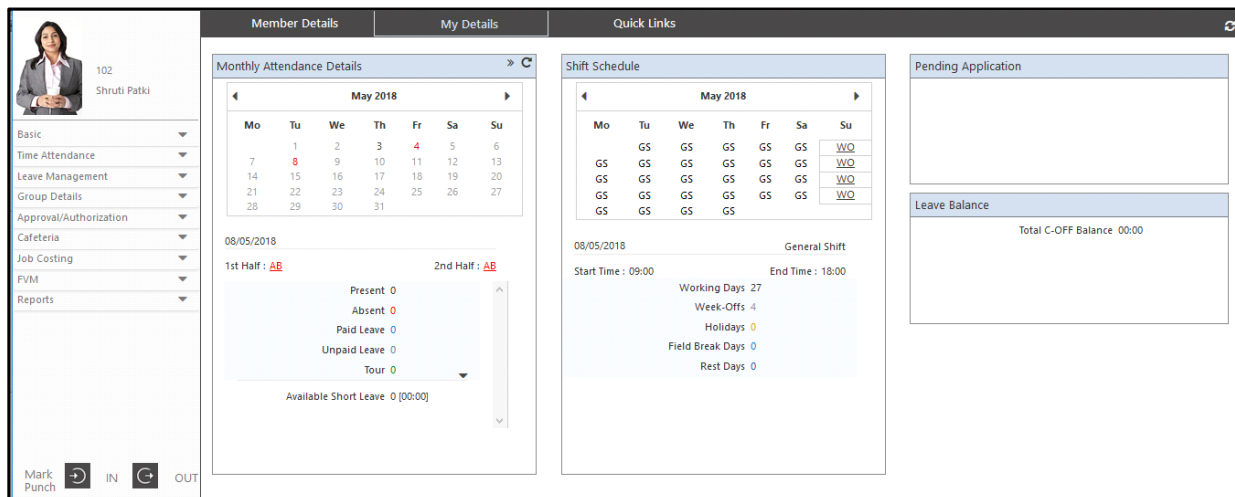 Member Details
My Details
Quick Links
102
Shruti Patki
Basic
Time Attendance
Leave Management
Group Details
Approval/Authorization
Cafeteria
Job Costing
FVM
Reports
Mark Punch
IN
OUT
Monthly Attendance Details
May 2018
Mo Tu We Th Fr Sa Su
1 2 3 4 5 6
7 8 9 10 11 12 13
14 15 16 17 18 19 20
21 22 23 24 25 26 27
28 29 30 31
08/05/2018
1st Half : AB 2nd Half : AB
Present 0
Absent 0
Paid Leave 0
Unpaid Leave 0
Tour 0
Available Short Leave 0 [00:00]
Shift Schedule
May 2018
Mo Tu We Th Fr Sa Su
GS GS GS GS GS WO
GS GS GS GS GS GS WO
GS GS GS GS GS GS WO
GS GS GS GS GS GS WO
GS GS GS GS
08/05/2018 General Shift
Start Time : 09:00 End Time : 18:00
Working Days 27
Week-Offs 4
Holidays 0
Field Break Days 0
Rest Days 0
Pending Application
Leave Balance
Total C-OFF Balance 00:00